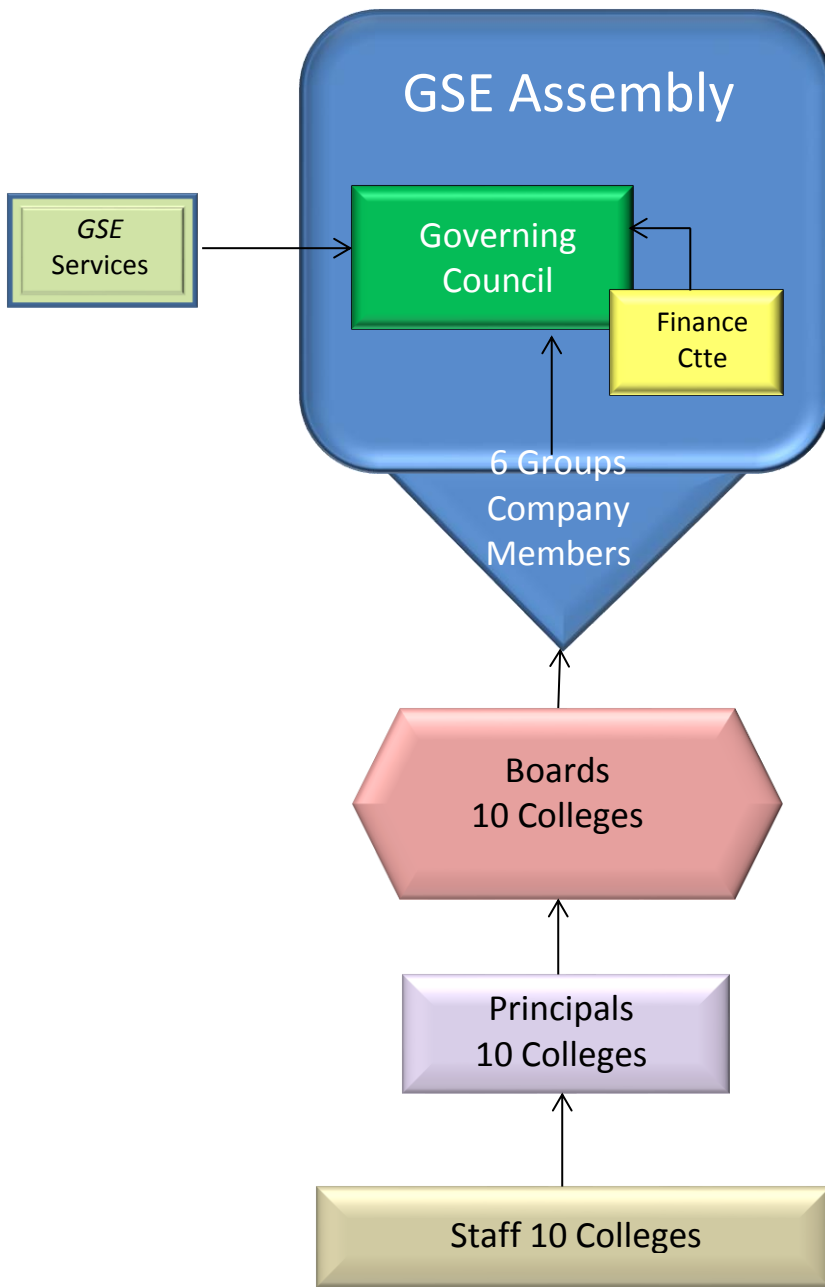 GSE Assembly
GSE
Services
Governing
Council
Finance
Ctte
6 Groups
Company
Members
Boards
10 Colleges
Principals
10 Colleges
Staff 10 Colleges